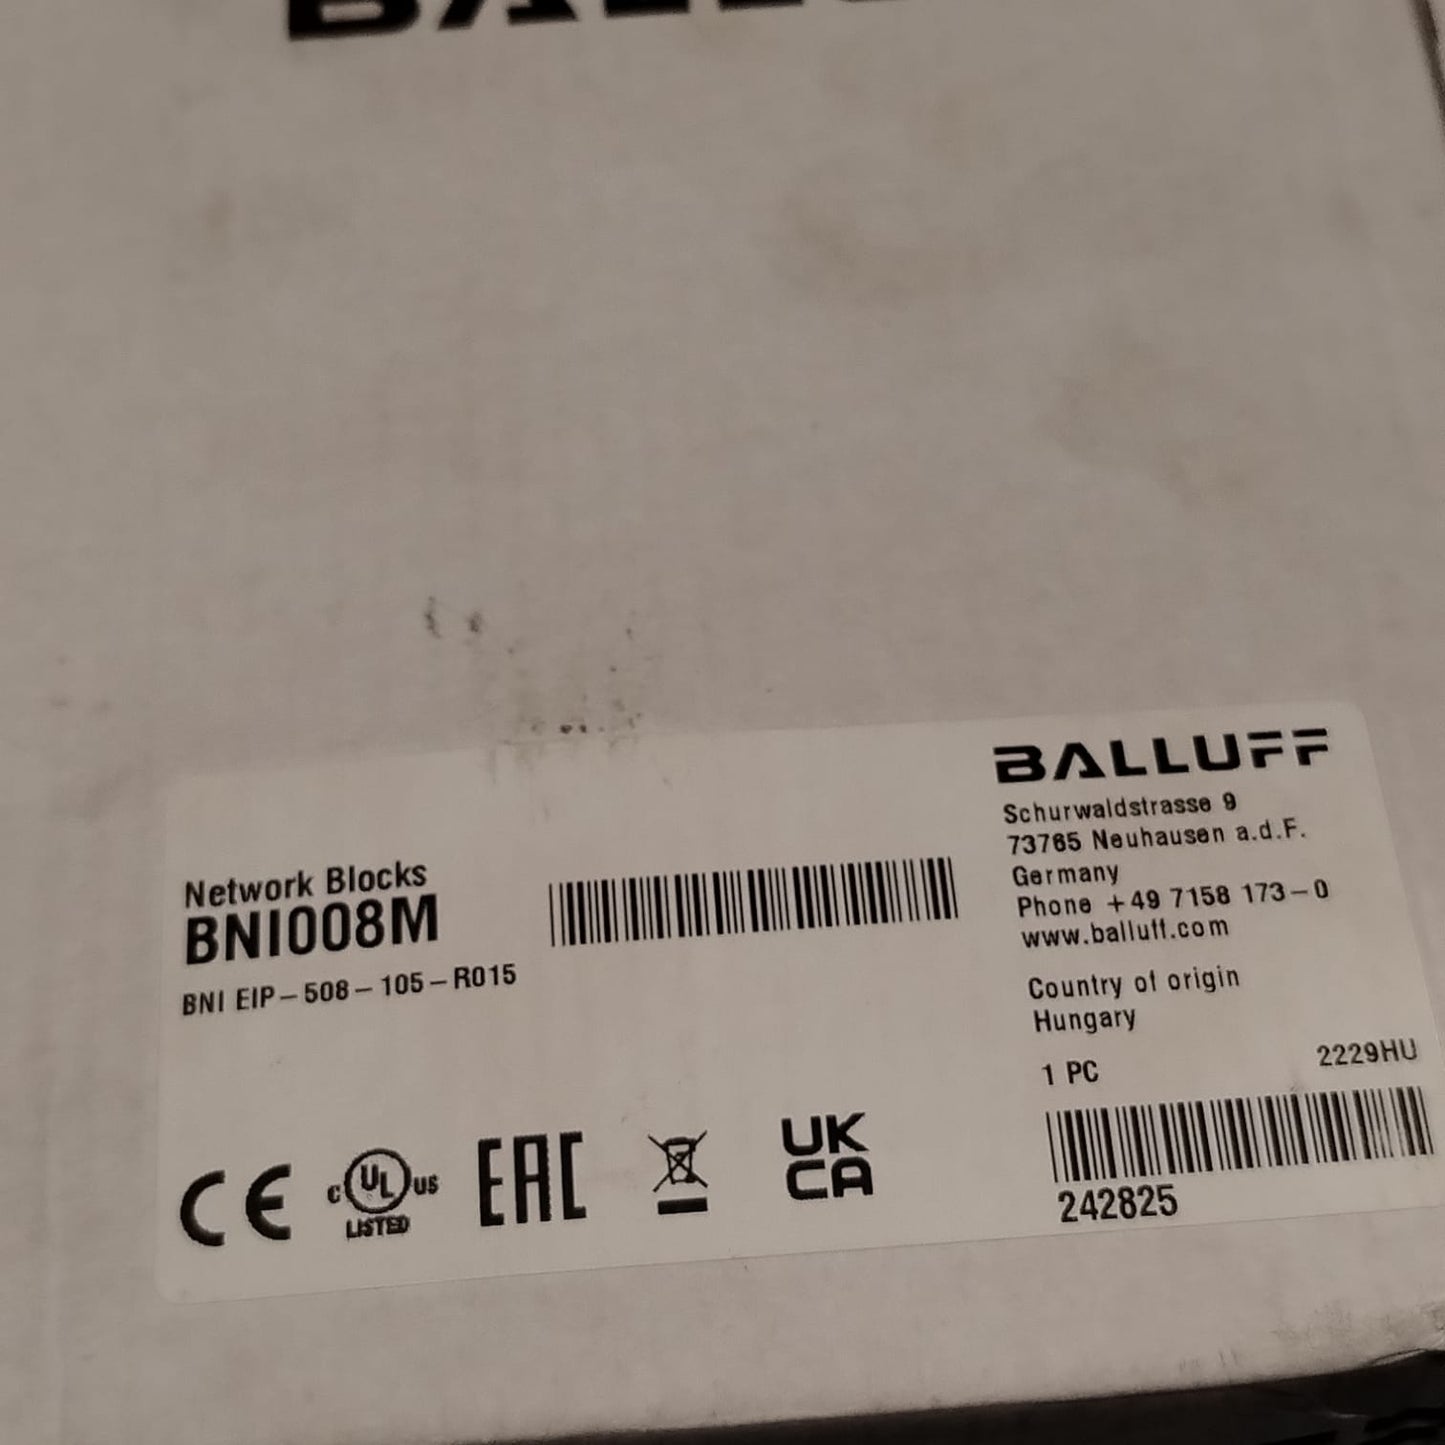 BALLUFF
Schurwaldstrasse 9
73765 Neuhausen a.d.F.
Germany
Phone +49 7158 173-0
www.balluff.com
Country of origin
Hungary
1 PC 2229HU
242825
Network Blocks
BNI008M
BNI EIP-508-105-R015
CE
C UL US
LISTED
EAC
UK
CA